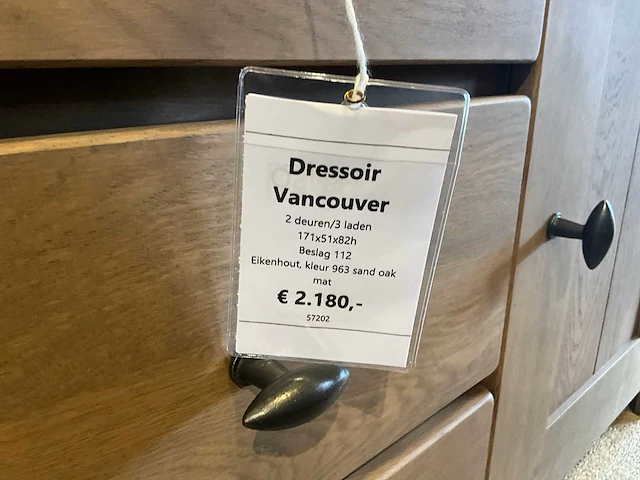 Dressoir
Vancouver
2 deuren/3 laden
171x51x82h
Beslag 112
Eikenhout, kleur 963 sand oak
mat
€ 2.180,-
57202